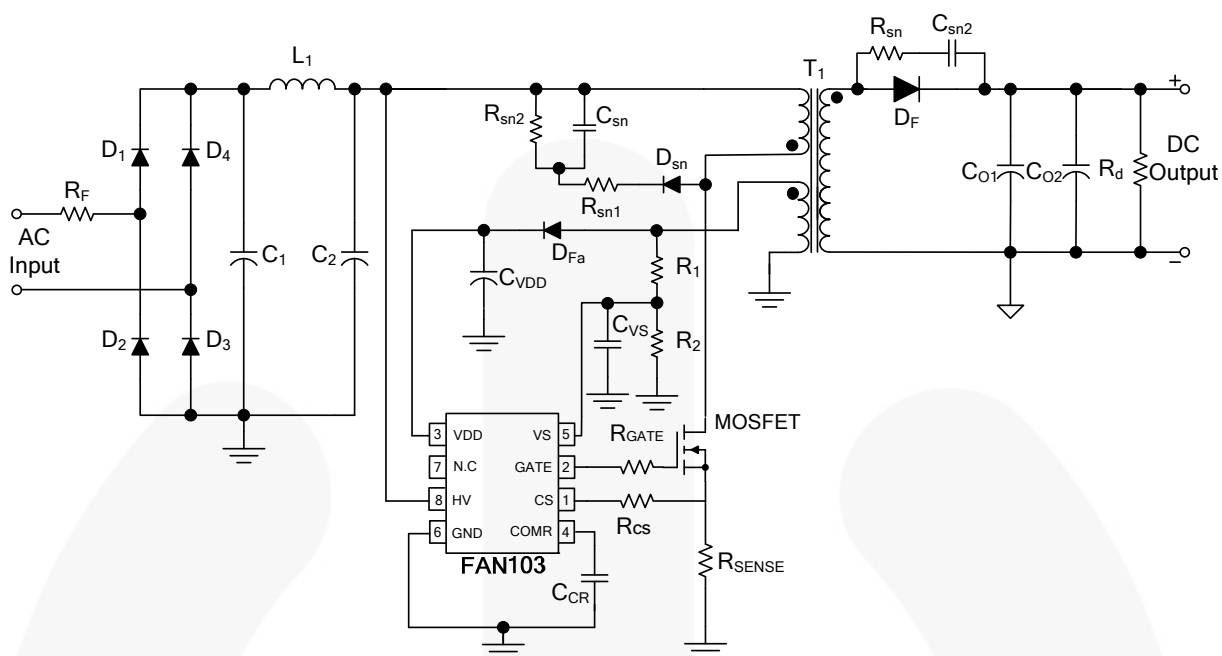 Rsn
Csn2
L1
T1
+
Rsn2
Csn
DF
D1
D4
Dsn
CO1
CO2
Rd
DC
Output
RF
Rsn1
AC
Input
C1
C2
DFa
R1
CVDD
−
CVS
R2
D2
D3
MOSFET
RGATE
3
VDD
VS
5
7
N.C
GATE
2
8
HV
CS
1
6
GND
COMR
4
RCS
FAN103
RSENSE
CCR